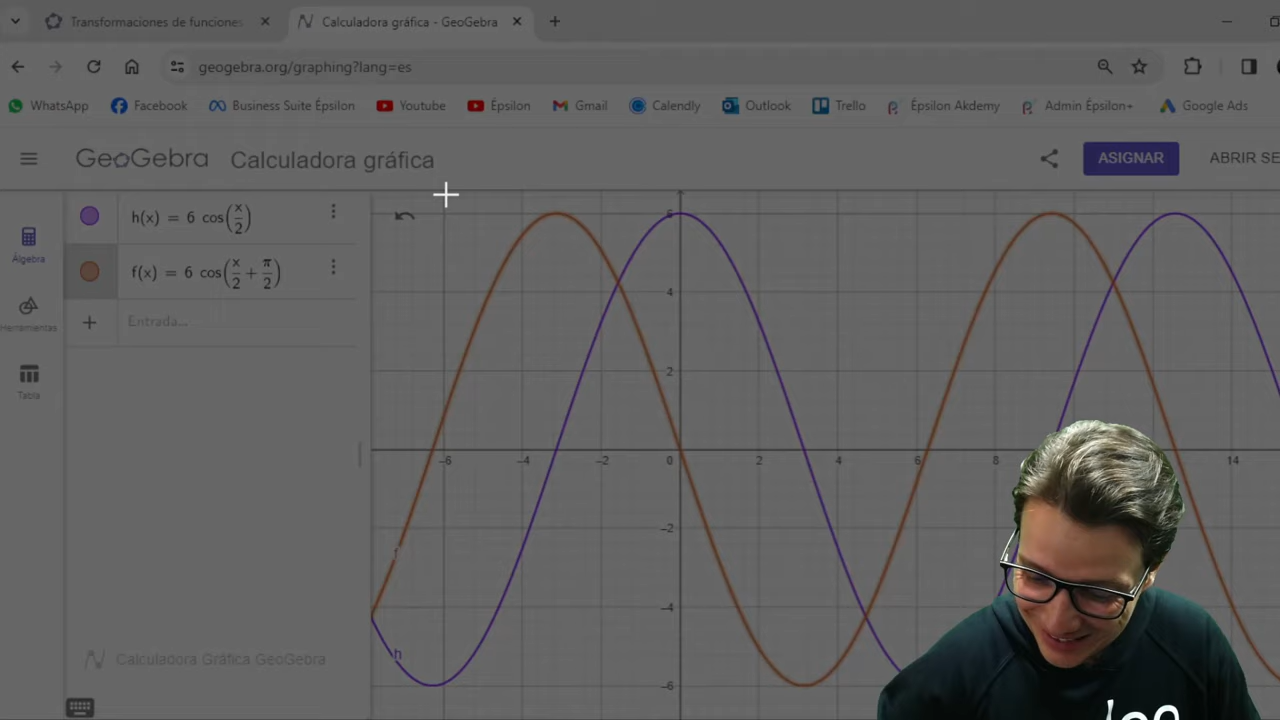 Transformaciones de funciones
Calculadora gráfica - GeoGebra
geogebra.org/graphing?lang=es
WhatsApp
Facebook
Business Suite Épsilon
Youtube
Épsilon
Gmail
Calendly
Outlook
Trello
Épsilon Akdemy
Admin Épsilon+
Google Ads
GeoGebra
Calculadora gráfica
ASIGNAR
ABRIR SE
Álgebra
Herramientas
Tabla
h(x) = 6 cos(x/2)
f(x) = 6 cos(x/2 + π/2)
Entrada...
6
4
2
-6 -4 -2 0 2 4 6 8 14
-2
-4
-6
h
Calculadora Gráfica GeoGebra